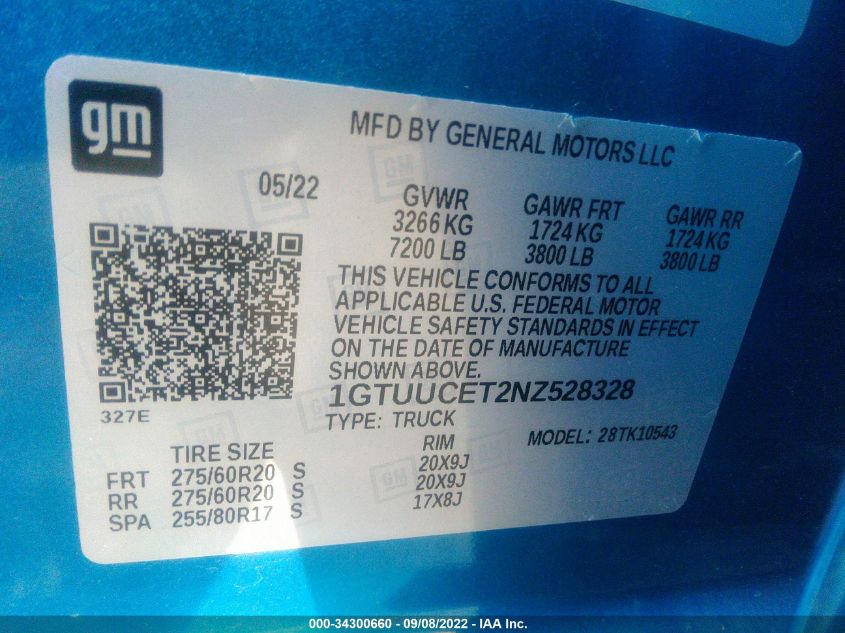 gm
MFD BY GENERAL MOTORS LLC
05/22
GVWR GAWR FRT GAWR RR
3266 KG 1724 KG 1724 KG
7200 LB 3800 LB 3800 LB
THIS VEHICLE CONFORMS TO ALL
APPLICABLE U.S. FEDERAL MOTOR
VEHICLE SAFETY STANDARDS IN EFFECT
ON THE DATE OF MANUFACTURE
SHOWN ABOVE.
1GTUUCET2NZ528328
327E
TYPE: TRUCK
MODEL: 28TK10543
TIRE SIZE RIM
FRT 275/60R20 S 20X9J
RR 275/60R20 S 20X9J
SPA 255/80R17 S 17X8J
000-34300660 - 09/08/2022 - IAA Inc.